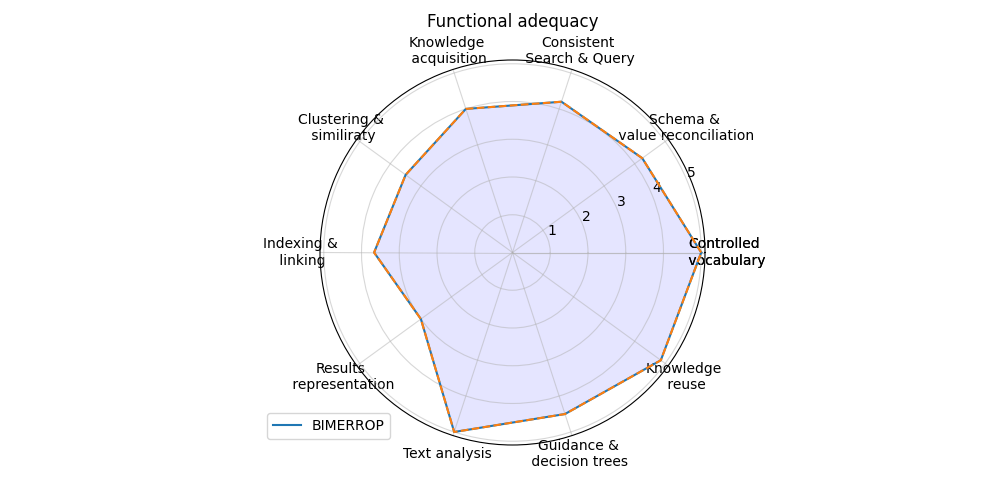 Functional adequacy
Knowledge
acquisition
Consistent
Search & Query
Clustering &
similiraty
Schema &
value reconciliation
5
4
3
2
1
Indexing &
linking
Controlled
vocabulary
Results
representation
Knowledge
reuse
BIMERROP
Text analysis
Guidance &
decision trees